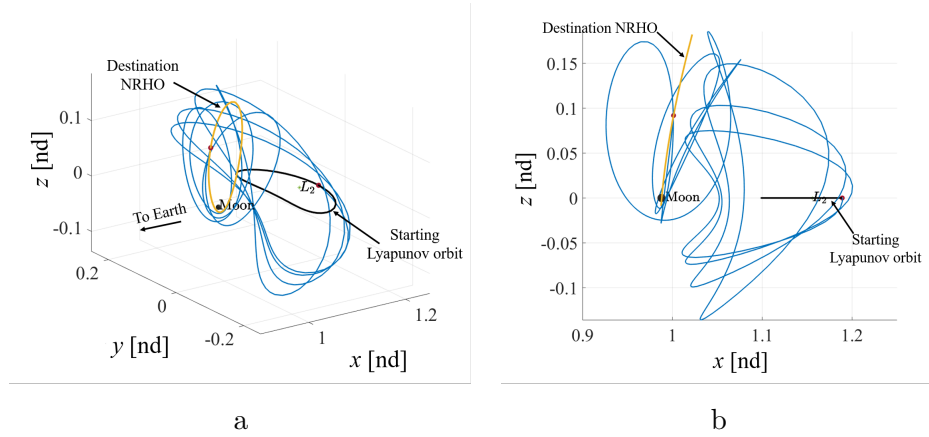 Destination
NRHO
0.1
0
-0.1
z [nd]
L2
Moon
To Earth
Starting
Lyapunov orbit
0.2
0
-0.2
y [nd]
1
1.2
x [nd]
a
Destination NRHO
0.15
0.1
0.05
0
-0.05
-0.1
z [nd]
Moon
L2
Starting
Lyapunov orbit
0.9
1
1.1
1.2
x [nd]
b